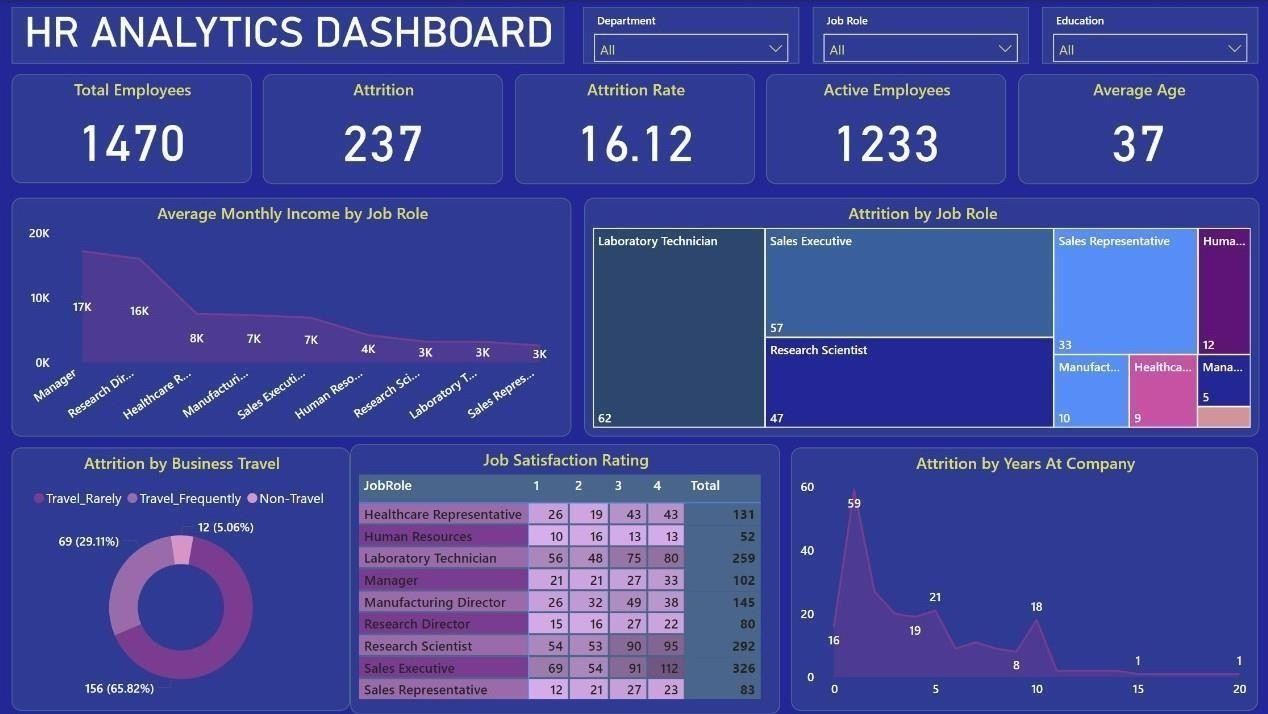 HR ANALYTICS DASHBOARD
Department
All
Job Role
All
Education
All
Total Employees
1470
Attrition
237
Attrition Rate
16.12
Active Employees
1233
Average Age
37
Average Monthly Income by Job Role
20K
10K
0K
17K
16K
8K
7K
7K
4K
3K
3K
3K
Manager
Research Dir...
Healthcare R...
Manufacturi...
Sales Executi...
Human Reso...
Research Sci...
Laboratory T...
Sales Repres...
Attrition by Job Role
Laboratory Technician
62
Sales Executive
57
Research Scientist
47
Sales Representative
33
Huma...
12
Manufact...
10
Healthca...
9
Mana...
5
Attrition by Business Travel
Travel_Rarely Travel_Frequently Non-Travel
12 (5.06%)
69 (29.11%)
156 (65.82%)
Job Satisfaction Rating
JobRole 1 2 3 4 Total
Healthcare Representative 26 19 43 43 131
Human Resources 10 16 13 13 52
Laboratory Technician 56 48 75 80 259
Manager 21 21 27 33 102
Manufacturing Director 26 32 49 38 145
Research Director 15 16 27 22 80
Research Scientist 54 53 90 95 292
Sales Executive 69 54 91 112 326
Sales Representative 12 21 27 23 83
Attrition by Years At Company
60
40
20
0
16
59
19
21
8
18
1
1
0 5 10 15 20